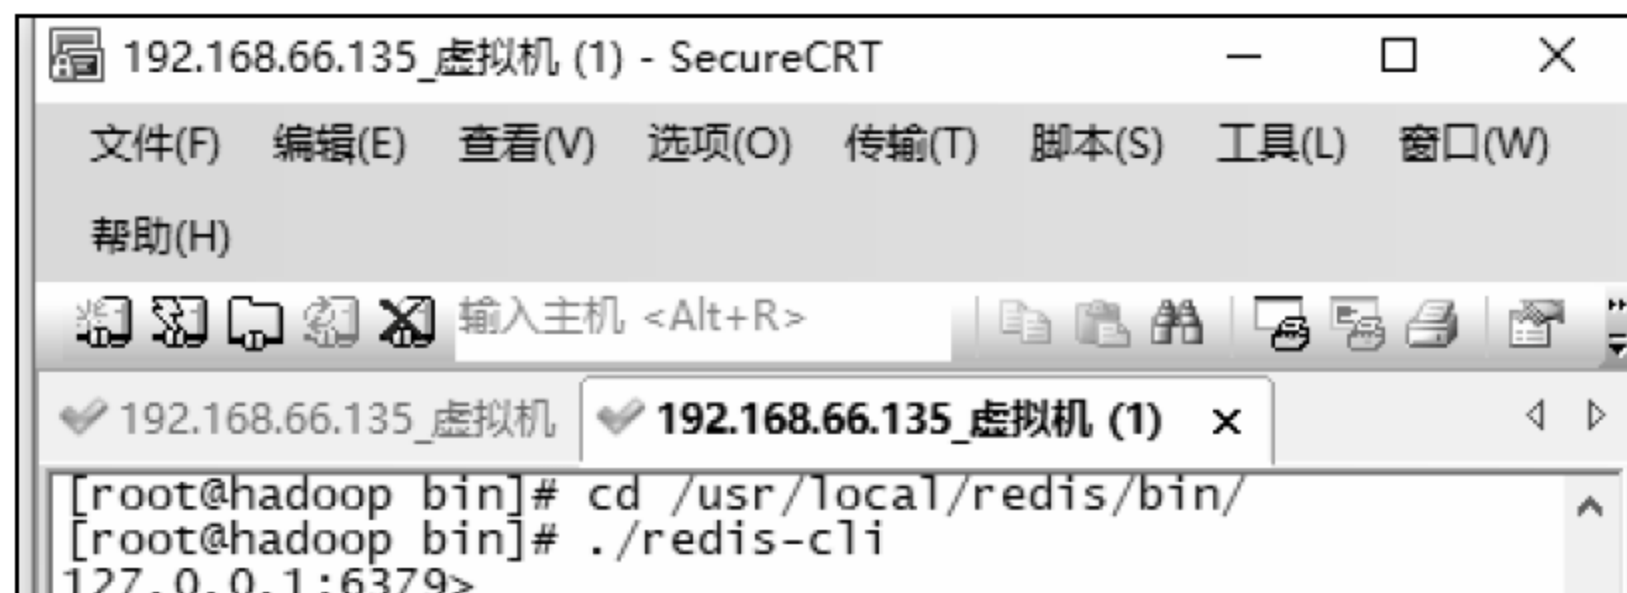 192.168.66.135_虚拟机 (1) - SecureCRT
文件(F) 编辑(E) 查看(V) 选项(O) 传输(T) 脚本(S) 工具(L) 窗口(W)
帮助(H)
输入主机 <Alt+R>
192.168.66.135_虚拟机 192.168.66.135_虚拟机 (1)
[root@hadoop bin]# cd /usr/local/redis/bin/
[root@hadoop bin]# ./redis-cli
127.0.0.1:6379>